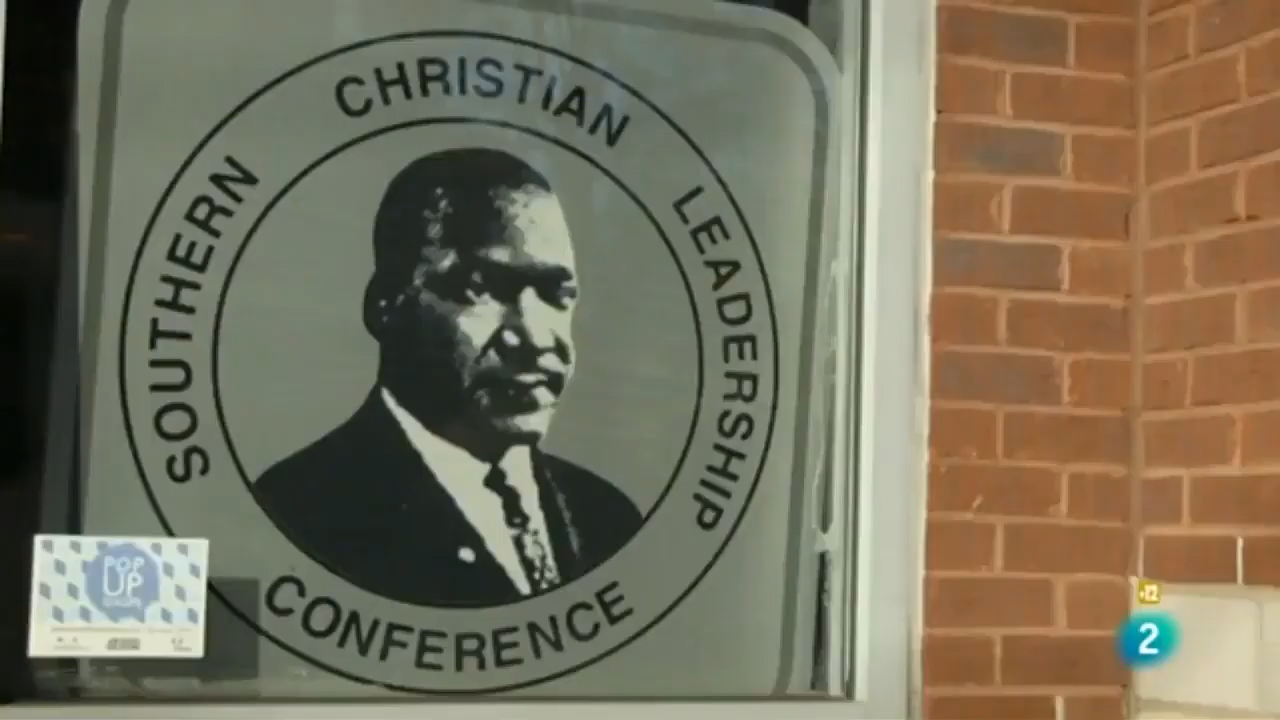 SOUTHERN CHRISTIAN LEADERSHIP CONFERENCE
POP
UP
+12
2